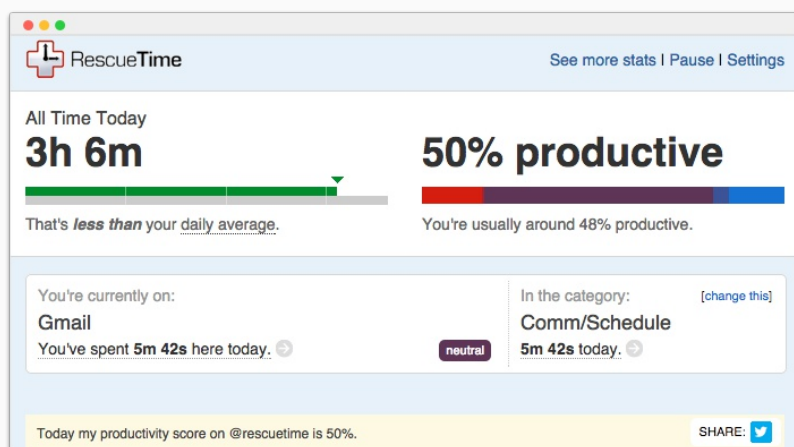 RescueTime
See more stats | Pause | Settings
All Time Today
3h 6m
50% productive
That's less than your daily average.
You're usually around 48% productive.
You're currently on:
Gmail
You've spent 5m 42s here today.
neutral
In the category:
[change this]
Comm/Schedule
5m 42s today.
Today my productivity score on @rescuetime is 50%.
SHARE: